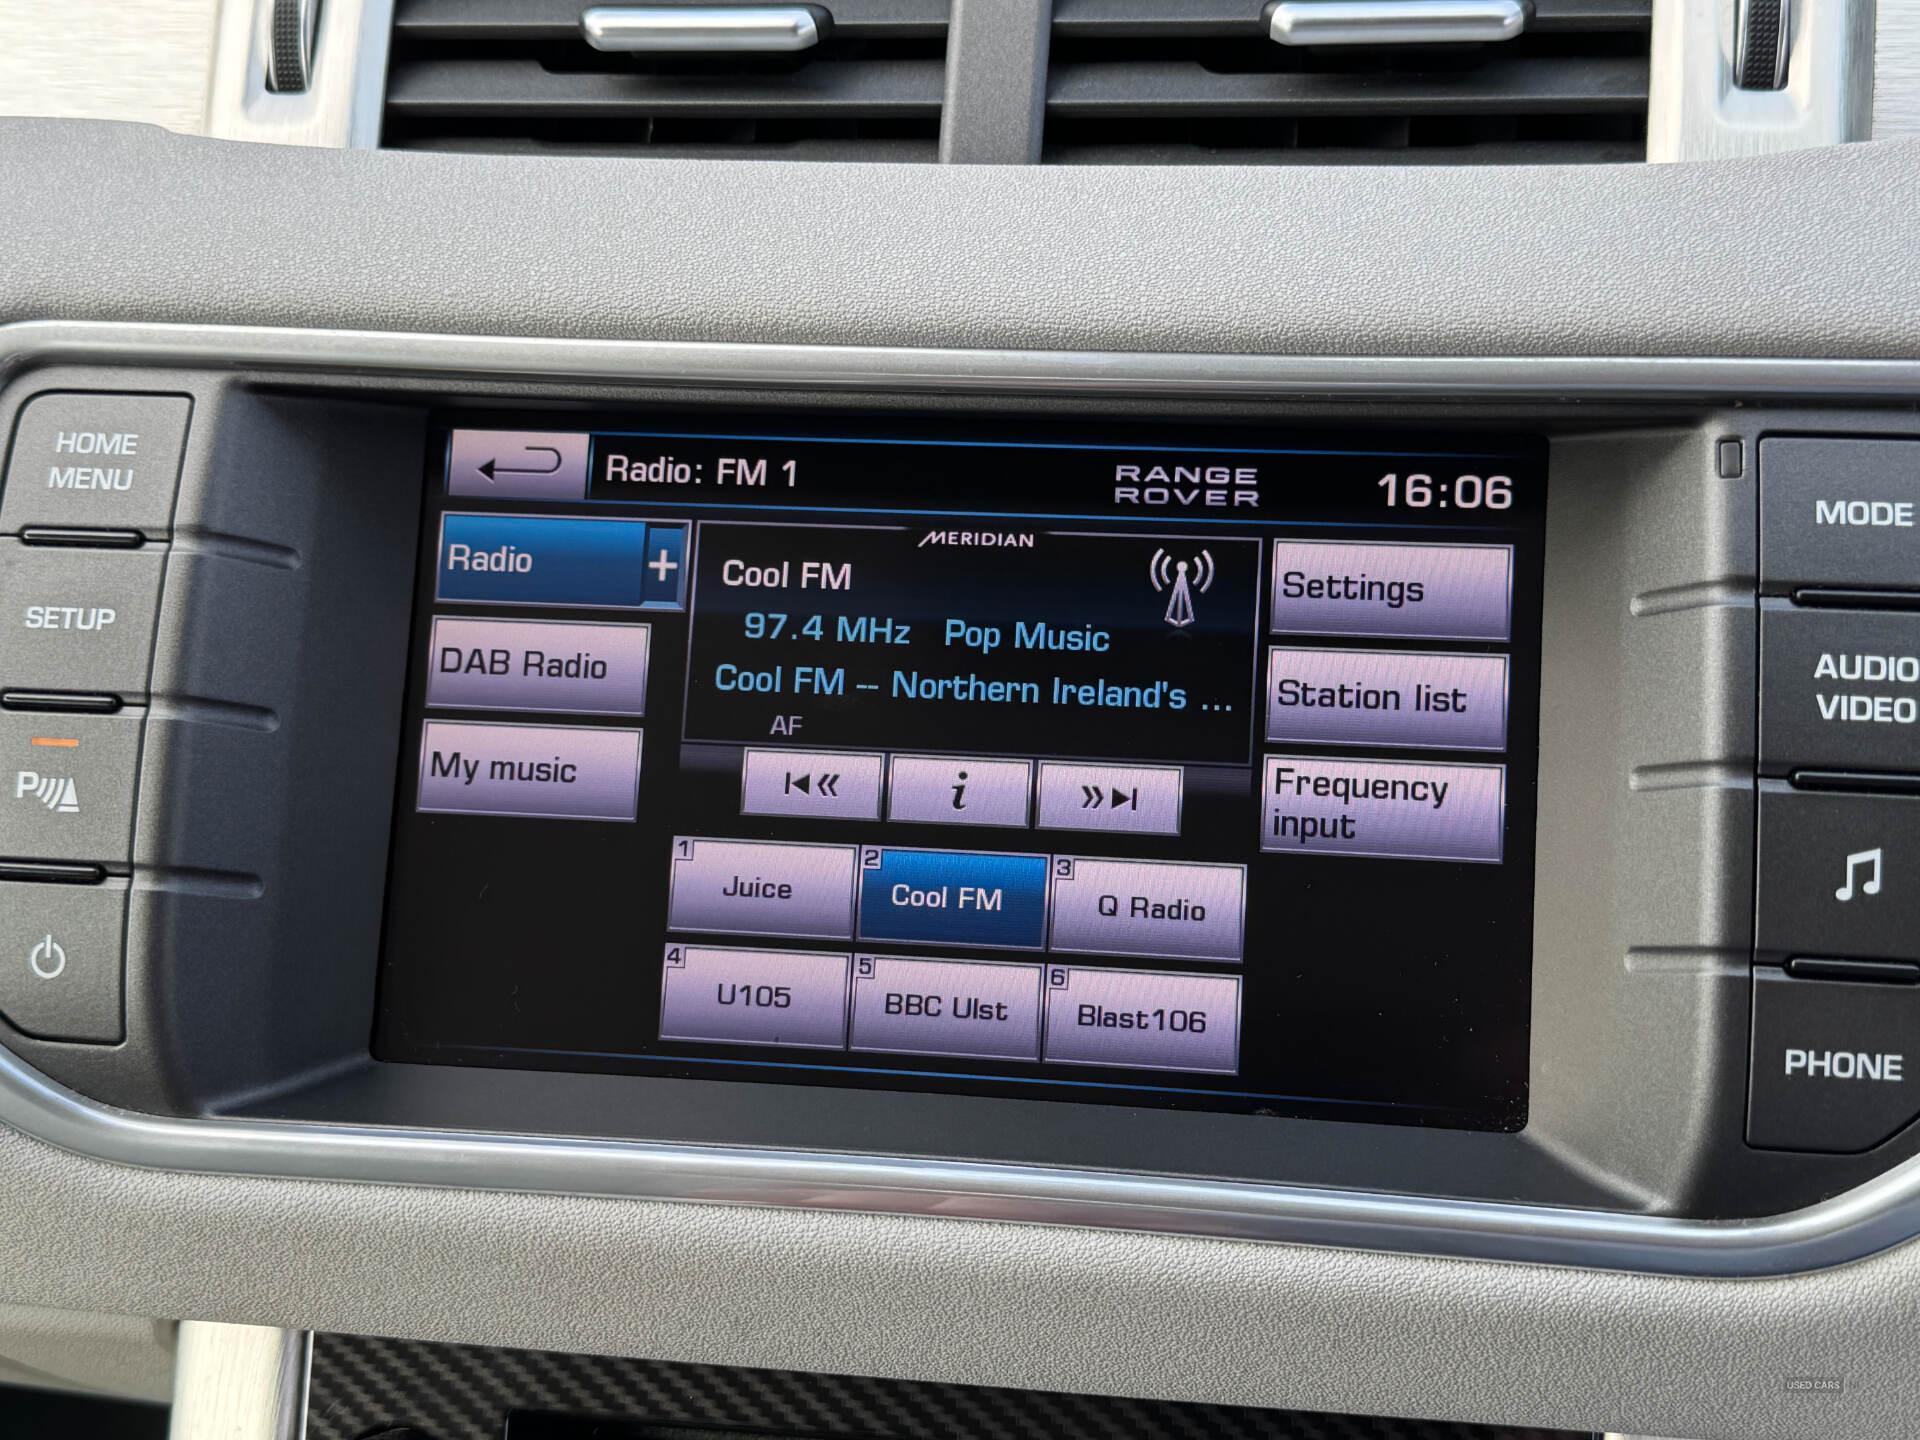 HOME
MENU
SETUP
P
Radio: FM 1
RANGE
ROVER
16:06
Radio +
DAB Radio
My music
MERIDIAN
Cool FM
97.4 MHz Pop Music
Cool FM -- Northern Ireland's ...
AF
i
Settings
Station list
Frequency
input
1 Juice
2 Cool FM
3 Q Radio
4 U105
5 BBC Ulst
6 Blast106
MODE
AUDIO
VIDEO
PHONE
USED CARS